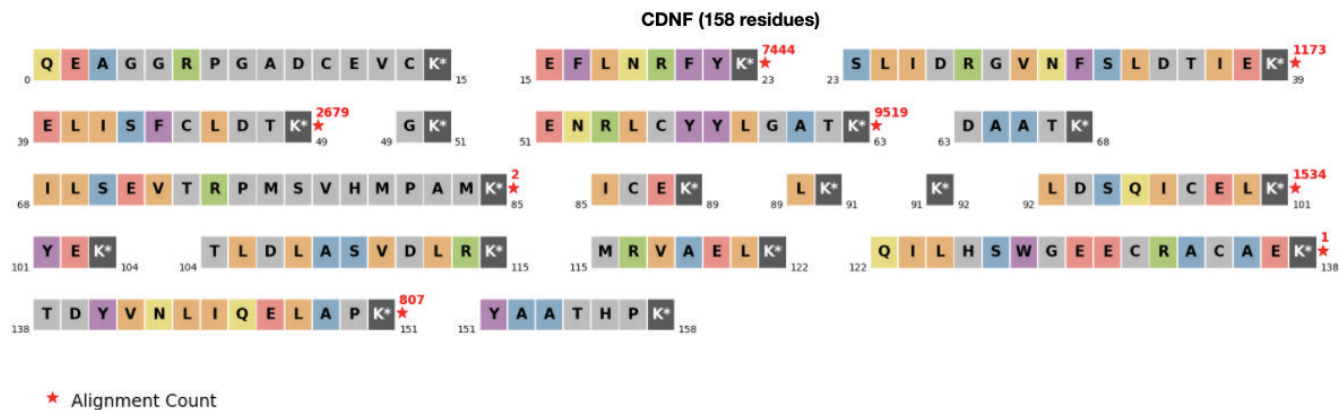 CDNF (158 residues)
7444 1173
Q E A G G R P G A D C E V C K* E F L N R F Y K* S L I D R G V N F S L D T I E K*
0 15 15 23 23 39
2679 9519
E L I S F C L D T K* G K* E N R L C Y Y L G A T K* D A A T K*
39 49 49 51 51 63 63 68
2 1534
I L S E V T R P M S V H M P A M K* I C E K* L K* K* L D S Q I C E L K*
68 85 85 89 89 91 91 92 92 101
1
Y E K* T L D L A S V D L R K* M R V A E L K* Q I L H S W G E E C R A C A E K*
101 104 104 115 115 122 122 138
807
T D Y V N L I Q E L A P K* Y A A T H P K*
138 151 151 158
Alignment Count